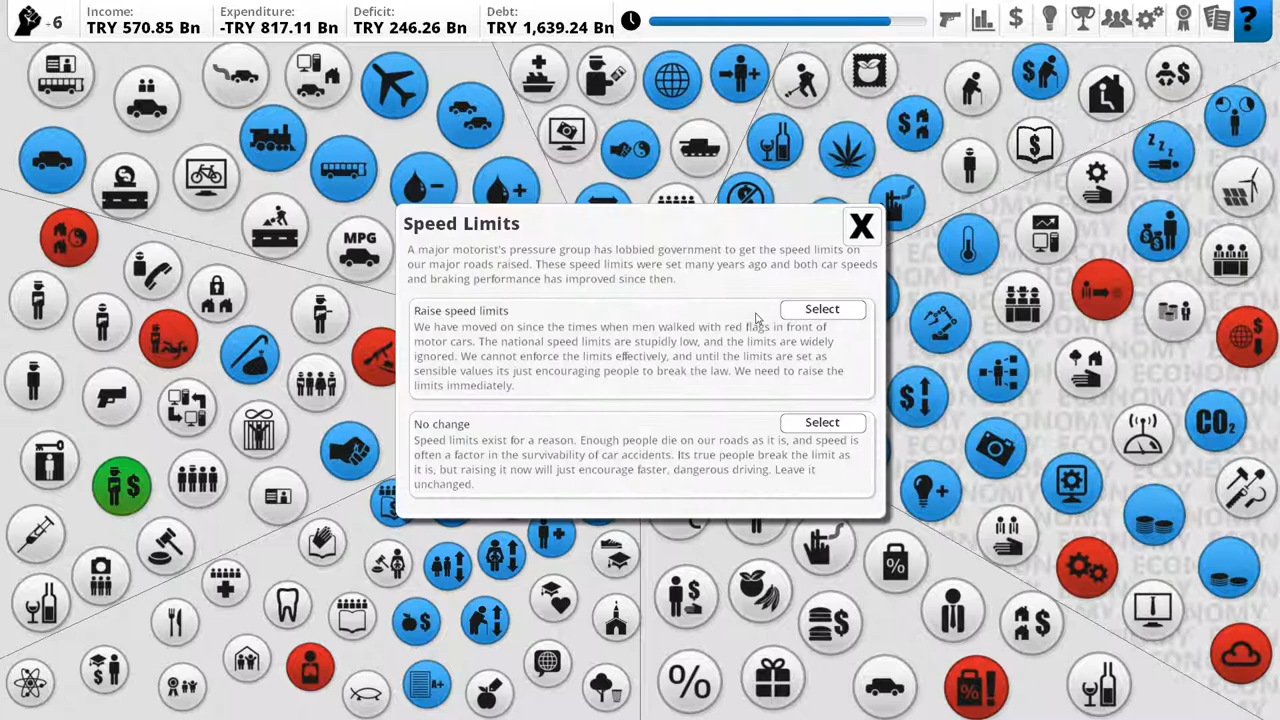 +6
Income:
TRY 570.85 Bn
Expenditure:
-TRY 817.11 Bn
Deficit:
TRY 246.26 Bn
Debt:
TRY 1,639.24 Bn
?
MPG
CO₂
Speed Limits
X
A major motorist's pressure group has lobbied government to get the speed limits on
our major roads raised. These speed limits were set many years ago and both car speeds
and braking performance has improved since then.
Raise speed limits
Select
We have moved on since the times when men walked with red flags in front of
motor cars. The national speed limits are stupidly low, and the limits are widely
ignored. We cannot enforce the limits effectively, and until the limits are set as
sensible values its just encouraging people to break the law. We need to raise the
limits immediately.
No change
Select
Speed limits exist for a reason. Enough people die on our roads as it is, and speed is
often a factor in the survivability of car accidents. Its true people break the limit as
it is, but raising it now will just encourage faster, dangerous driving. Leave it
unchanged.